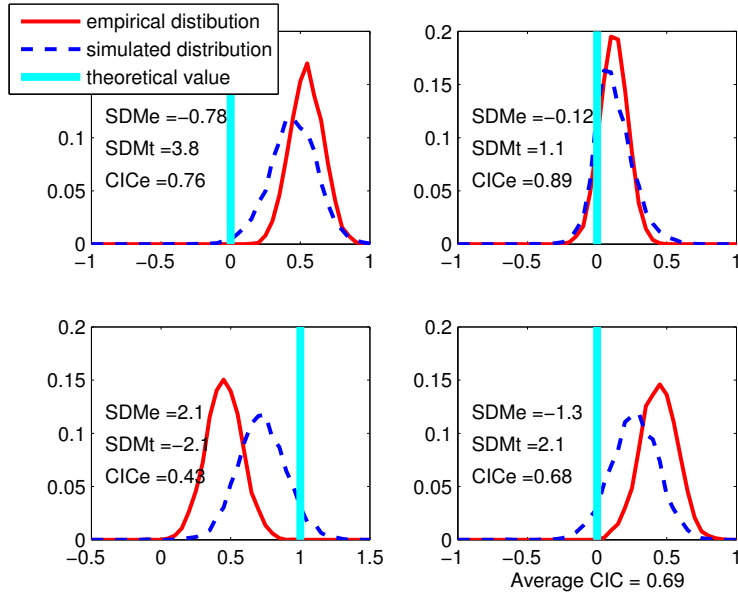 empirical distibution
simulated distribution
theoretical value
SDMe =−0.78
SDMt =3.8
CICe =0.76
0.15
0.1
0.05
0
−1 −0.5 0 0.5 1
SDMe =−0.12
SDMt =1.1
CICe =0.89
0.2
0.15
0.1
0.05
0
−1 −0.5 0 0.5 1
SDMe =2.1
SDMt =−2.1
CICe =0.43
0.2
0.15
0.1
0.05
0
−0.5 0 0.5 1 1.5
SDMe =−1.3
SDMt =2.1
CICe =0.68
0.2
0.15
0.1
0.05
0
−1 −0.5 0 0.5 1
Average CIC = 0.69